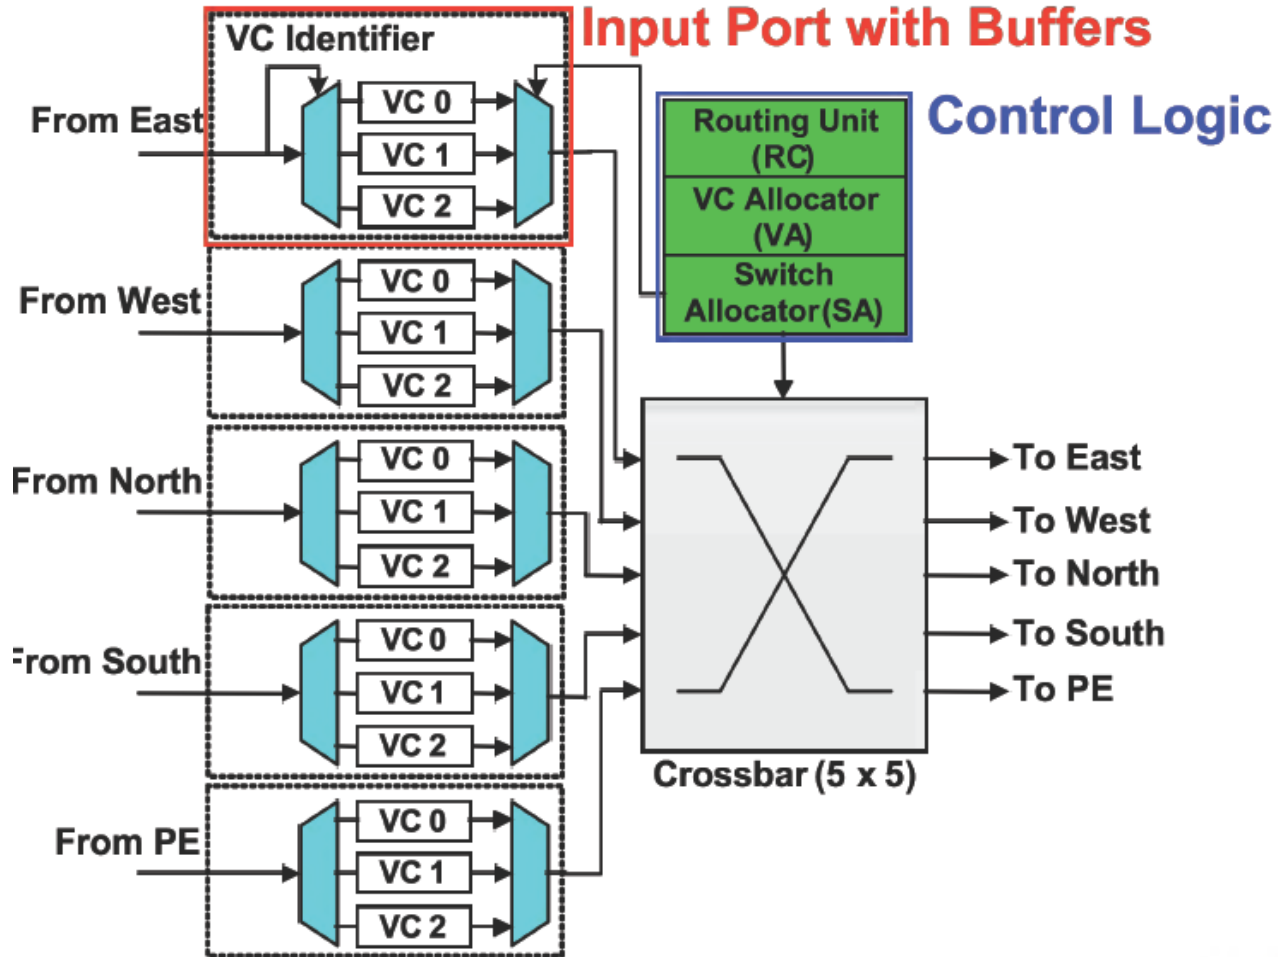 Input Port with Buffers
VC Identifier
From East
VC 0
VC 1
VC 2
Control Logic
Routing Unit
(RC)
VC Allocator
(VA)
Switch
Allocator (SA)
From West
VC 0
VC 1
VC 2
From North
VC 0
VC 1
VC 2
From South
VC 0
VC 1
VC 2
From PE
VC 0
VC 1
VC 2
To East
To West
To North
To South
To PE
Crossbar (5 x 5)